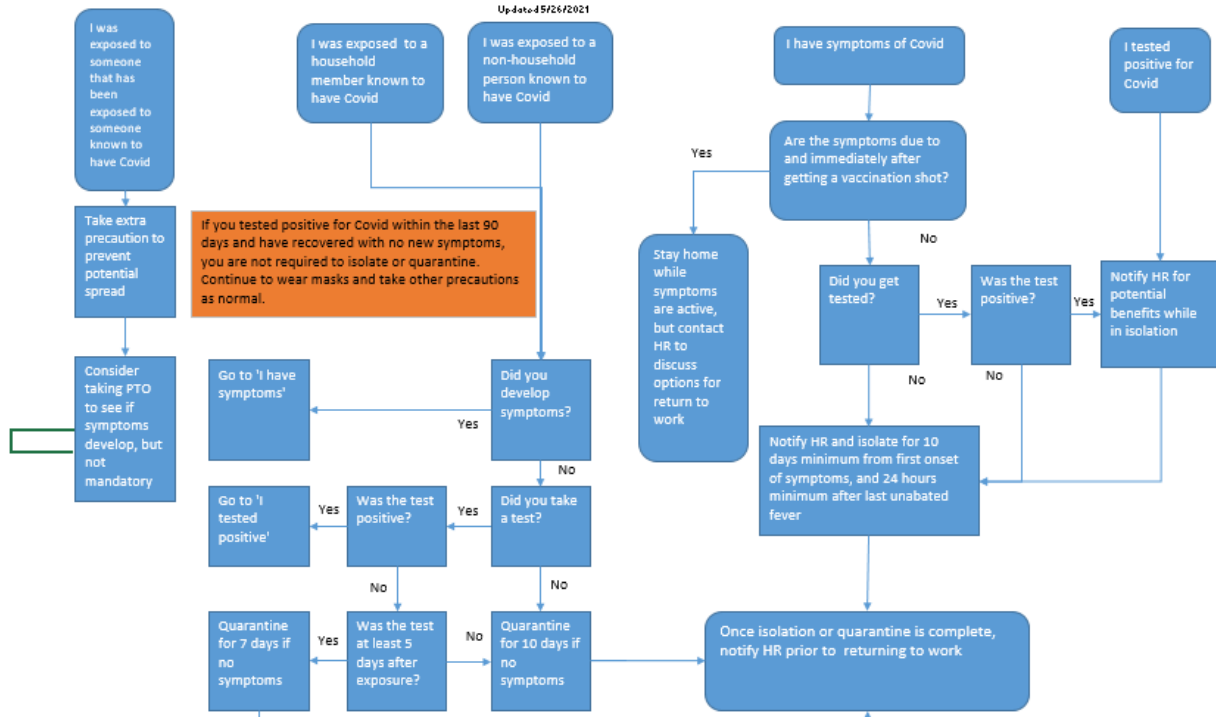 Updated 5/26/2021
I was
exposed to
someone
that has
been
exposed to
someone
known to
have Covid
I was exposed to a
household
member known to
have Covid
I was exposed to a
non-household
person known to
have Covid
I have symptoms of Covid
I tested
positive for
Covid
Are the symptoms due to
and immediately after
getting a vaccination shot?
Yes
No
Take extra
precaution to
prevent
potential
spread
If you tested positive for Covid within the last 90
days and have recovered with no new symptoms,
you are not required to isolate or quarantine.
Continue to wear masks and take other precautions
as normal.
Stay home
while
symptoms
are active,
but contact
HR to
discuss
options for
return to
work
Did you get
tested?
Yes
No
Was the test
positive?
Yes
No
Notify HR for
potential
benefits while
in isolation
Consider
taking PTO
to see if
symptoms
develop, but
not
mandatory
Go to 'I have
symptoms'
Yes
Did you
develop
symptoms?
No
Notify HR and isolate for 10
days minimum from first onset
of symptoms, and 24 hours
minimum after last unabated
fever
Go to 'I
tested
positive'
Yes
Was the test
positive?
Yes
Did you take
a test?
No
No
Quarantine
for 7 days if
no
symptoms
Yes
Was the test
at least 5
days after
exposure?
No
Quarantine
for 10 days if
no
symptoms
Once isolation or quarantine is complete,
notify HR prior to returning to work